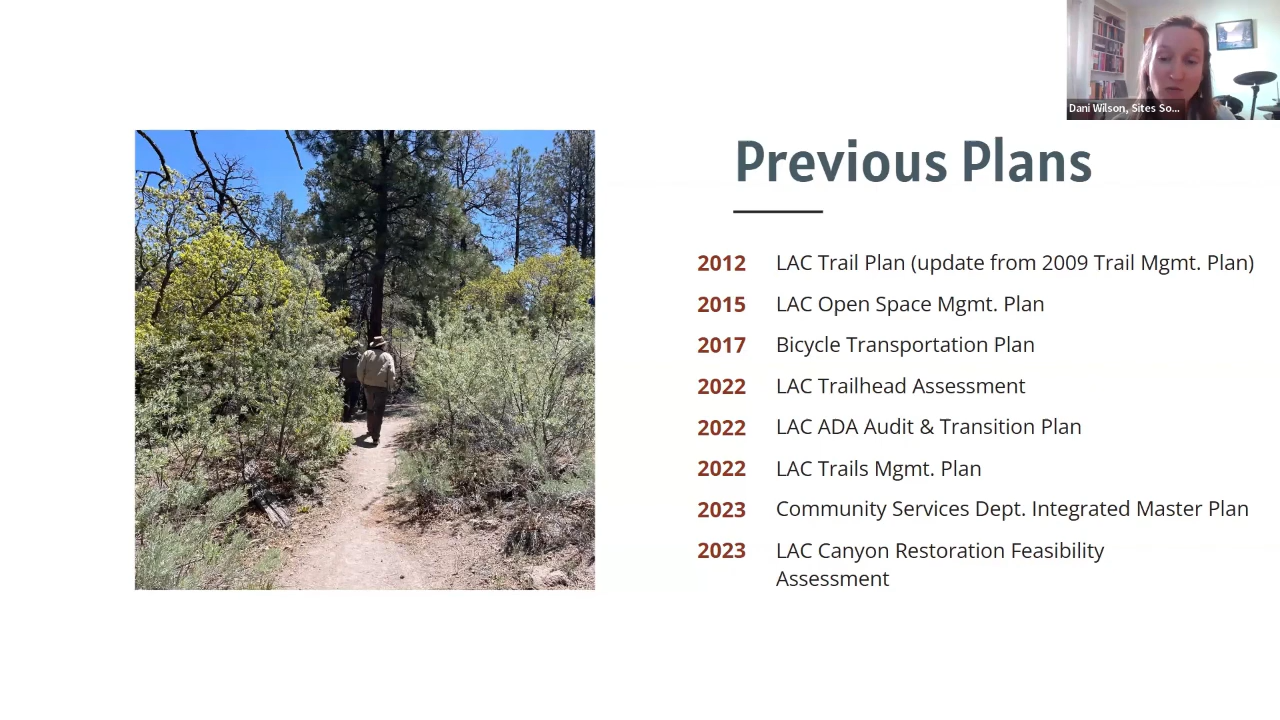 Dani Wilson, Sites So...
Previous Plans
2012 LAC Trail Plan (update from 2009 Trail Mgmt. Plan)
2015 LAC Open Space Mgmt. Plan
2017 Bicycle Transportation Plan
2022 LAC Trailhead Assessment
2022 LAC ADA Audit & Transition Plan
2022 LAC Trails Mgmt. Plan
2023 Community Services Dept. Integrated Master Plan
2023 LAC Canyon Restoration Feasibility
Assessment